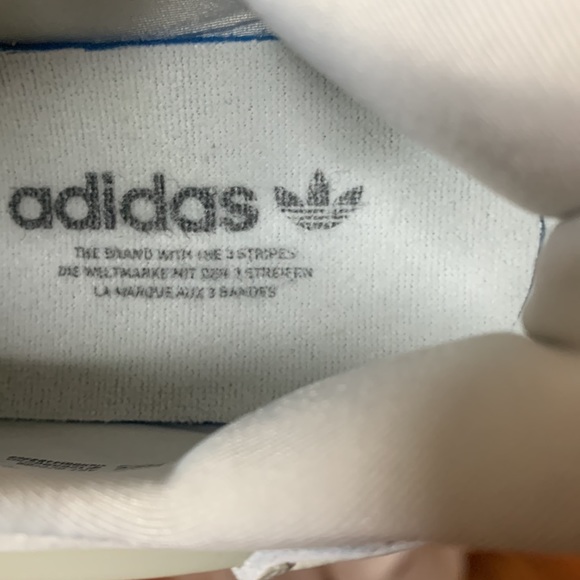 adidas
THE BRAND WITH THE 3 STRIPES
DIE WELTMARKE MIT DEN 3 STREIFEN
LA MARQUE AUX 3 BANDES